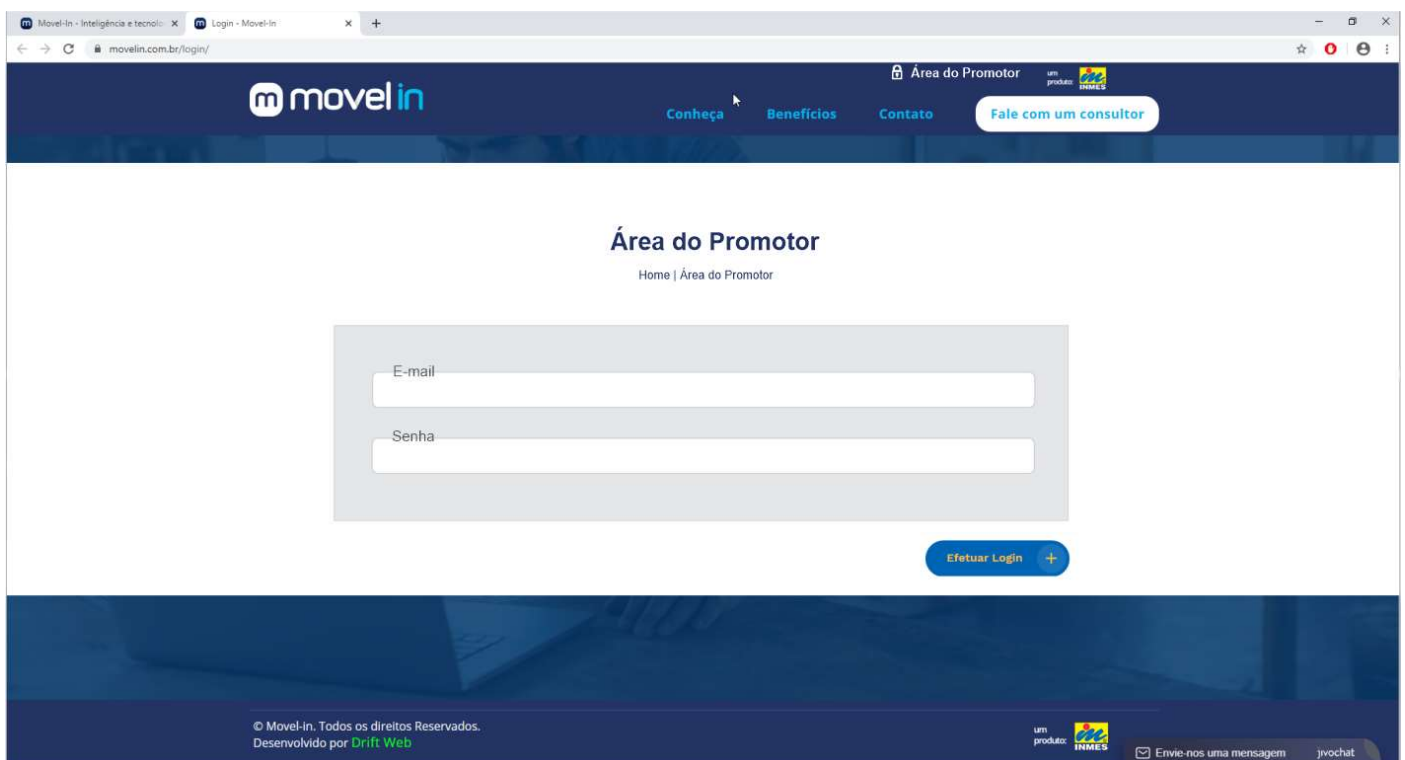 Movel-In - Inteligência e tecnolo
Login - Movel-In
movelin.com.br/login/
Área do Promotor
um
produto:
INMES
movel in
Conheça
Benefícios
Contato
Fale com um consultor
Área do Promotor
Home | Área do Promotor
E-mail
Senha
Efetuar Login +
© Movel-in. Todos os direitos Reservados.
Desenvolvido por Drift Web
um
produto:
INMES
Envie-nos uma mensagem
jivochat